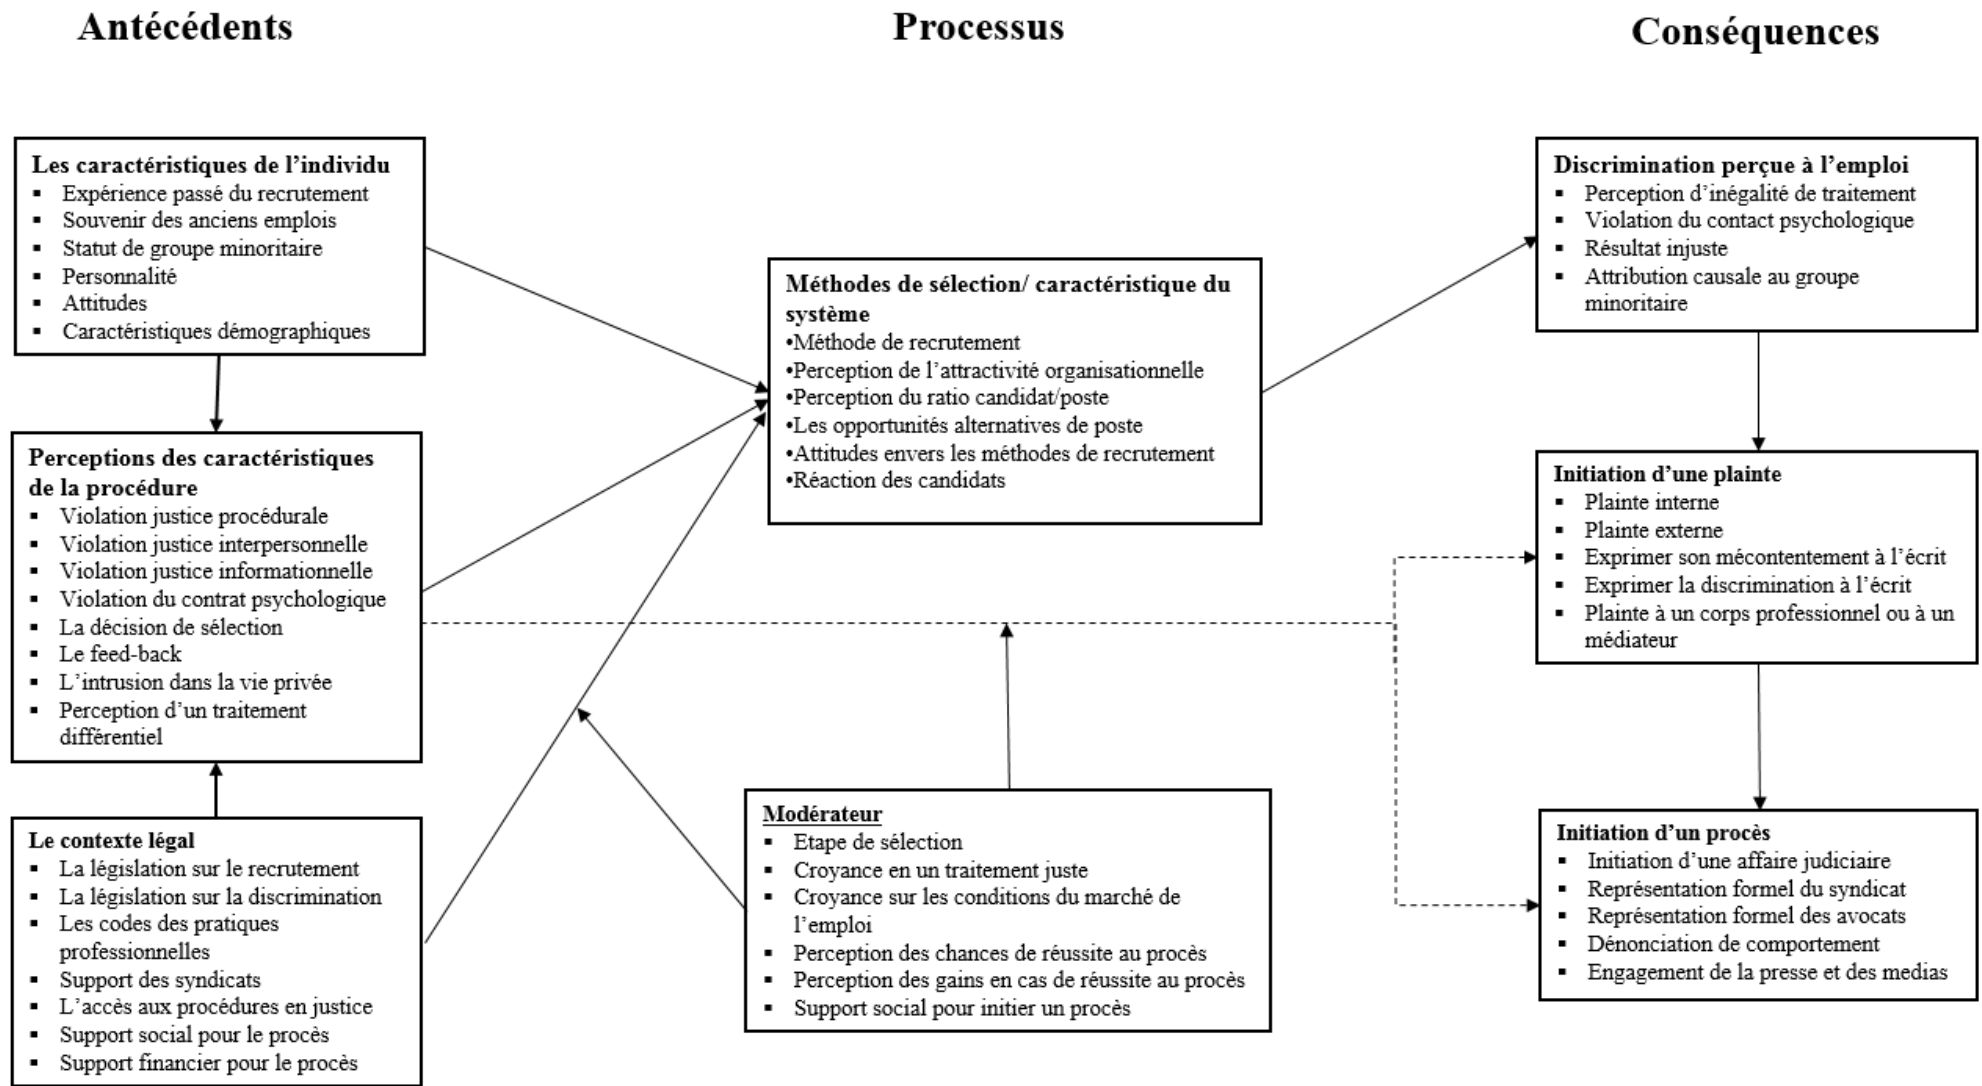 Antécédents
Processus
Conséquences
Les caractéristiques de l’individu
▪ Expérience passé du recrutement
▪ Souvenir des anciens emplois
▪ Statut de groupe minoritaire
▪ Personnalité
▪ Attitudes
▪ Caractéristiques démographiques
Perceptions des caractéristiques
de la procédure
▪ Violation justice procédurale
▪ Violation justice interpersonnelle
▪ Violation justice informationnelle
▪ Violation du contrat psychologique
▪ La décision de sélection
▪ Le feed-back
▪ L’intrusion dans la vie privée
▪ Perception d’un traitement
différentiel
Le contexte légal
▪ La législation sur le recrutement
▪ La législation sur la discrimination
▪ Les codes des pratiques
professionnelles
▪ Support des syndicats
▪ L’accès aux procédures en justice
▪ Support social pour le procès
▪ Support financier pour le procès
Méthodes de sélection/ caractéristique du
système
•Méthode de recrutement
•Perception de l’attractivité organisationnelle
•Perception du ratio candidat/poste
•Les opportunités alternatives de poste
•Attitudes envers les méthodes de recrutement
•Réaction des candidats
Modérateur
▪ Etape de sélection
▪ Croyance en un traitement juste
▪ Croyance sur les conditions du marché de
l’emploi
▪ Perception des chances de réussite au procès
▪ Perception des gains en cas de réussite au procès
▪ Support social pour initier un procès
Discrimination perçue à l’emploi
▪ Perception d’inégalité de traitement
▪ Violation du contact psychologique
▪ Résultat injuste
▪ Attribution causale au groupe
minoritaire
Initiation d’une plainte
▪ Plainte interne
▪ Plainte externe
▪ Exprimer son mécontentement à l’écrit
▪ Exprimer la discrimination à l’écrit
▪ Plainte à un corps professionnel ou à un
médiateur
Initiation d’un procès
▪ Initiation d’une affaire judiciaire
▪ Représentation formel du syndicat
▪ Représentation formel des avocats
▪ Dénonciation de comportement
▪ Engagement de la presse et des medias